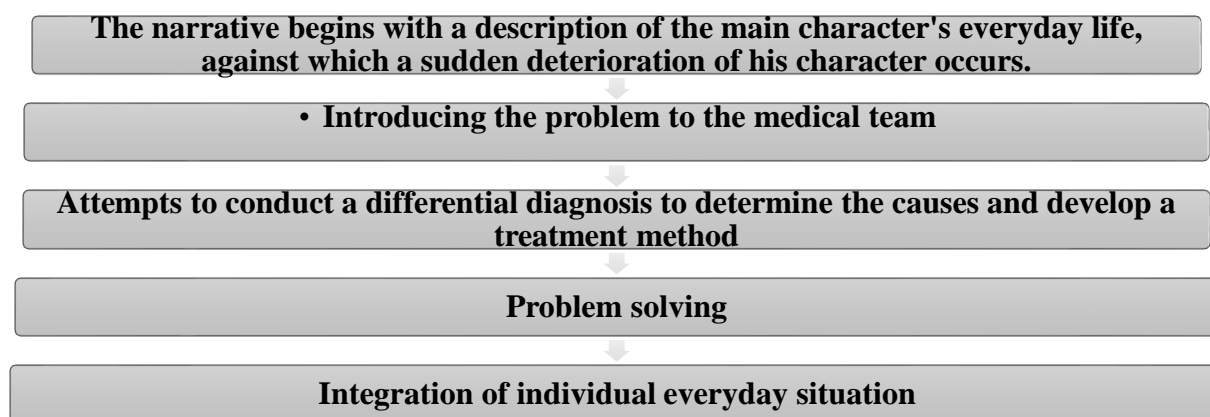 The narrative begins with a description of the main character's everyday life,
against which a sudden deterioration of his character occurs.
• Introducing the problem to the medical team
Attempts to conduct a differential diagnosis to determine the causes and develop a
treatment method
Problem solving
Integration of individual everyday situation